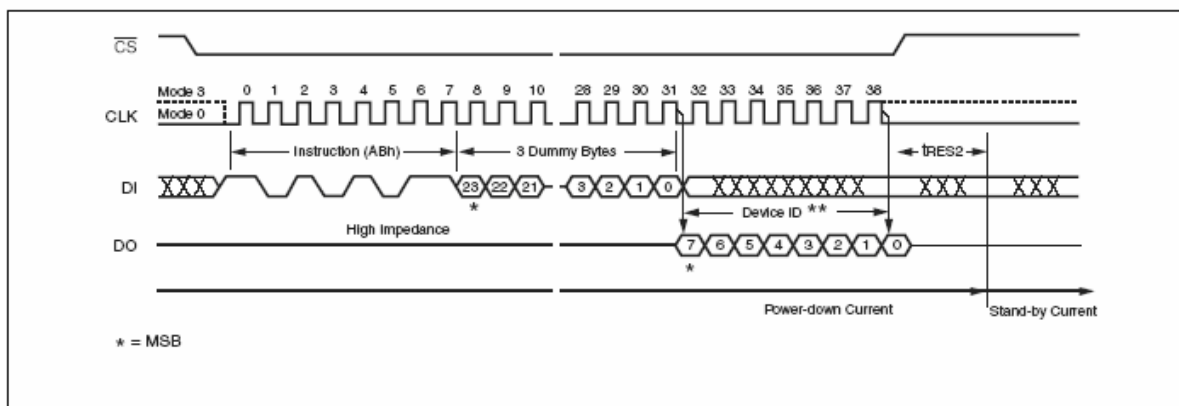 CS
Mode 3 0 1 2 3 4 5 6 7 8 9 10 28 29 30 31 32 33 34 35 36 37 38
CLK Mode 0
Instruction (ABh) 3 Dummy Bytes tRES2
DI 23 22 21 3 2 1 0
* Device ID **
High Impedance
DO 7 6 5 4 3 2 1 0
*
Power-down Current Stand-by Current
* = MSB